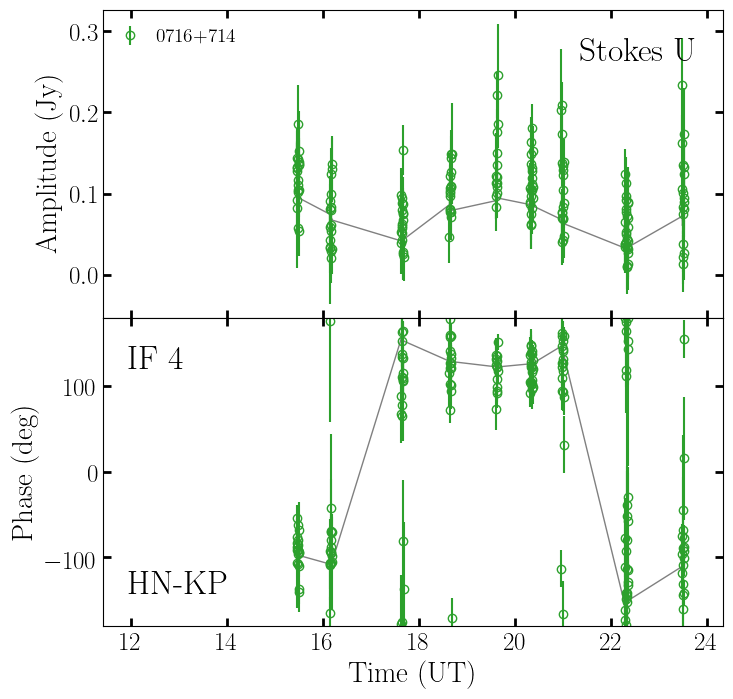 0716+714
Stokes U
0.3
0.2
0.1
0.0
Amplitude (Jy)
IF 4
100
0
−100
Phase (deg)
HN-KP
12 14 16 18 20 22 24
Time (UT)